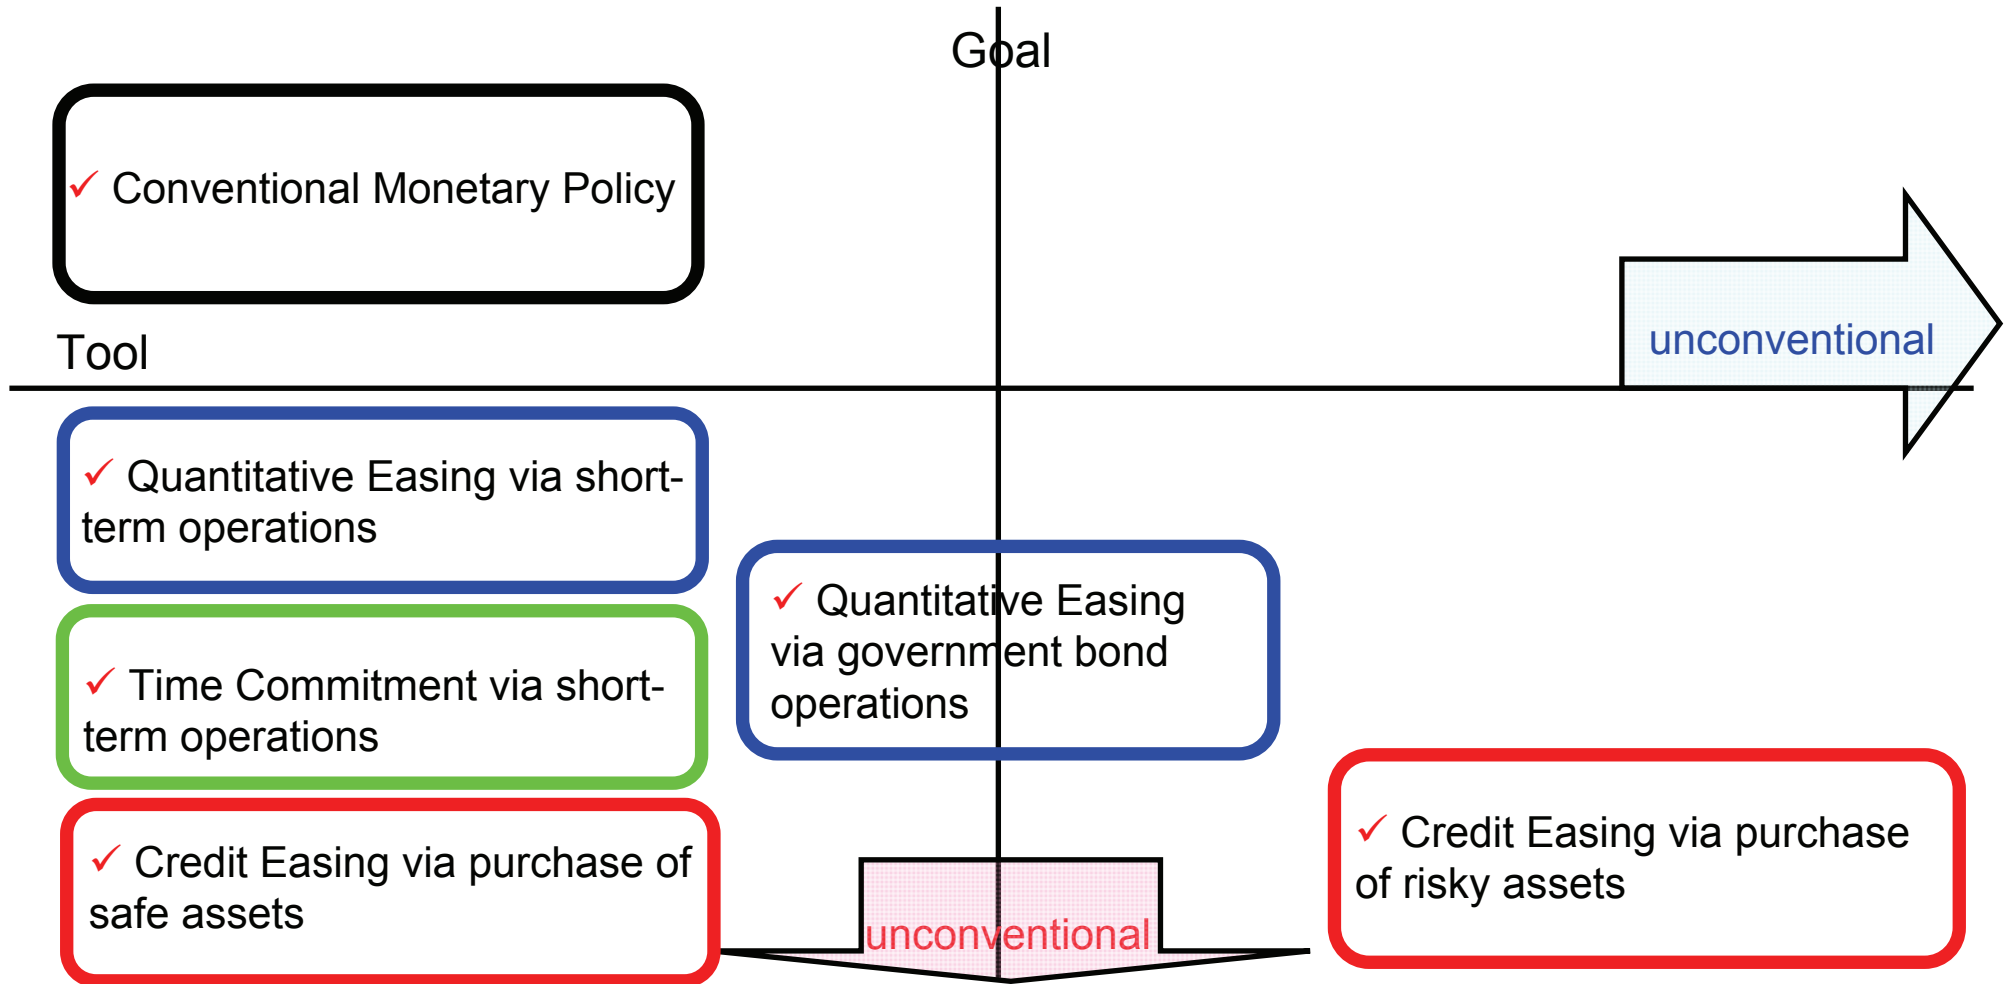 Goal
✓ Conventional Monetary Policy
Tool
unconventional
✓ Quantitative Easing via short-
term operations
✓ Quantitative Easing
via government bond
operations
✓ Time Commitment via short-
term operations
✓ Credit Easing via purchase of
safe assets
✓ Credit Easing via purchase
of risky assets
unconventional